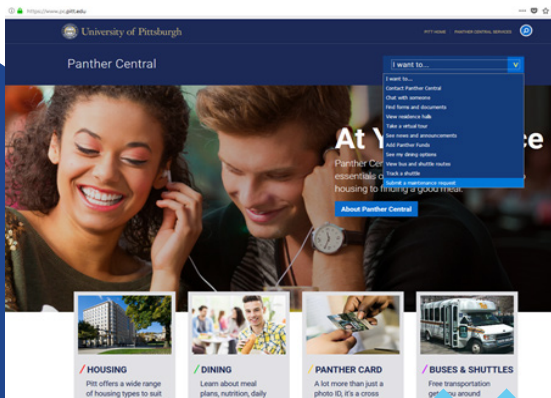 https://www.pc.pitt.edu
University of Pittsburgh
PITT HOME
PANTHER CENTRAL SERVICES
Panther Central
I want to...
I want to...
Contact Panther Central
Chat with someone
Find forms and documents
View residence halls
Take a virtual tour
See news and announcements
Add Panther Funds
See my dining options
View bus and shuttle routes
Track a shuttle
Submit a maintenance request
At Y
e
Panther Cen
essentials o
housing to finding a good meal.
About Panther Central
/ HOUSING
Pitt offers a wide range
of housing types to suit
/ DINING
Learn about meal
plans, nutrition, daily
/ PANTHER CARD
A lot more than just a
photo ID, it's a cross
/ BUSES & SHUTTLES
Free transportation
around